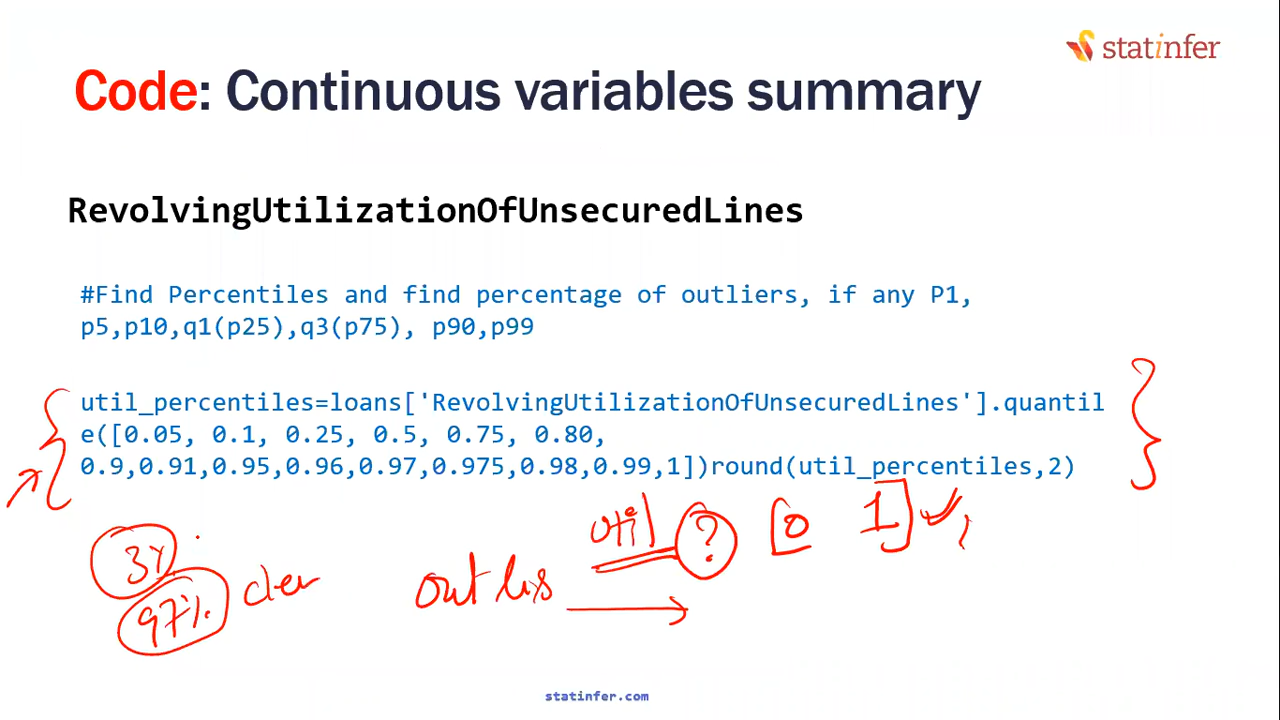 statinfer
Code: Continuous variables summary
RevolvingUtilizationOfUnsecuredLines
#Find Percentiles and find percentage of outliers, if any P1,
p5,p10,q1(p25),q3(p75), p90,p99
util_percentiles=loans['RevolvingUtilizationOfUnsecuredLines'].quantil
e([0.05, 0.1, 0.25, 0.5, 0.75, 0.80,
0.9,0.91,0.95,0.96,0.97,0.975,0.98,0.99,1])round(util_percentiles,2)
util ? [0 1]
3%
97%
statinfer.com